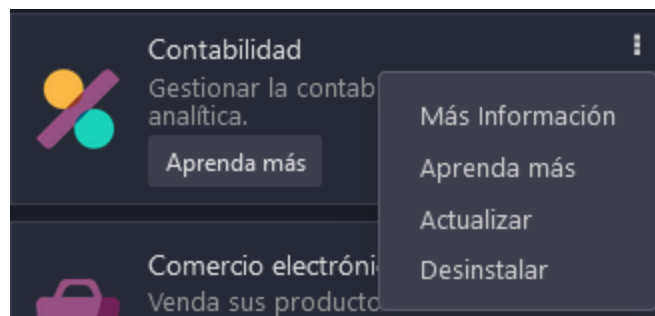 Contabilidad
Gestionar la contab
analítica.
Aprenda más
Más Información
Aprenda más
Actualizar
Desinstalar
Comercio electróni
Venda sus producto